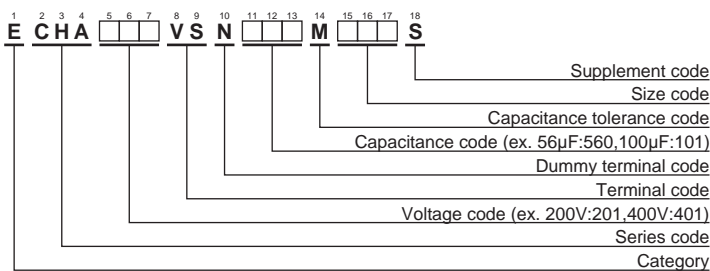 1 2 3 4 5 6 7 8 9 10 11 12 13 14 15 16 17 18
E CHA VS N M S
Supplement code
Size code
Capacitance tolerance code
Capacitance code (ex. 56µF:560,100µF:101)
Dummy terminal code
Terminal code
Voltage code (ex. 200V:201,400V:401)
Series code
Category